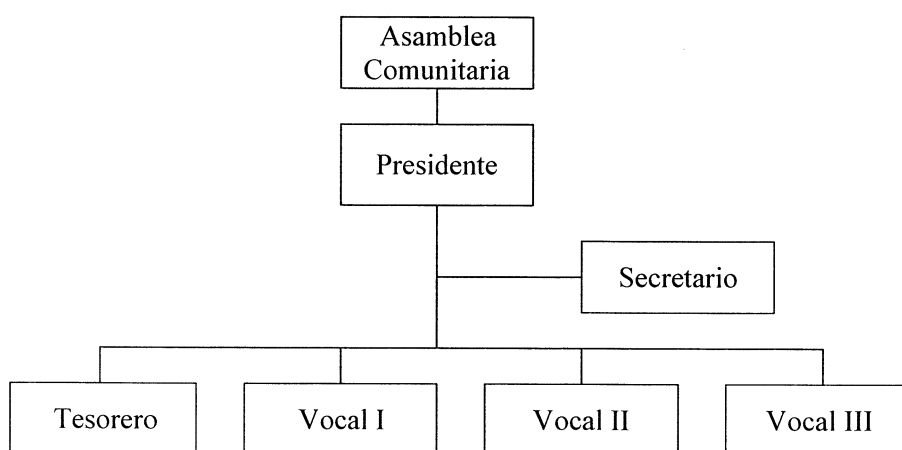 Asamblea
Comunitaria
Presidente
Secretario
Tesorero
Vocal I
Vocal II
Vocal III